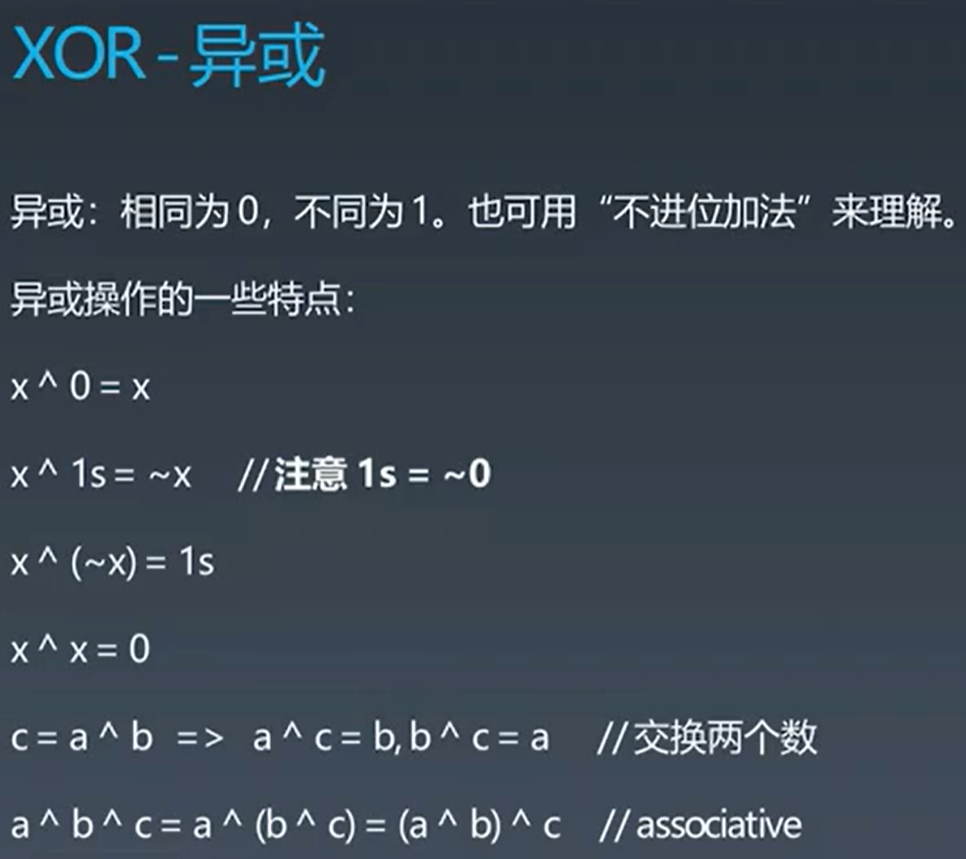 XOR - 异或
异或：相同为 0，不同为 1。也可用“不进位加法”来理解。
异或操作的一些特点：
x ^ 0 = x
x ^ 1s = ~x //注意 1s = ~0
x ^ (~x) = 1s
x ^ x = 0
c = a ^ b => a ^ c = b, b ^ c = a //交换两个数
a ^ b ^ c = a ^ (b ^ c) = (a ^ b) ^ c //associative